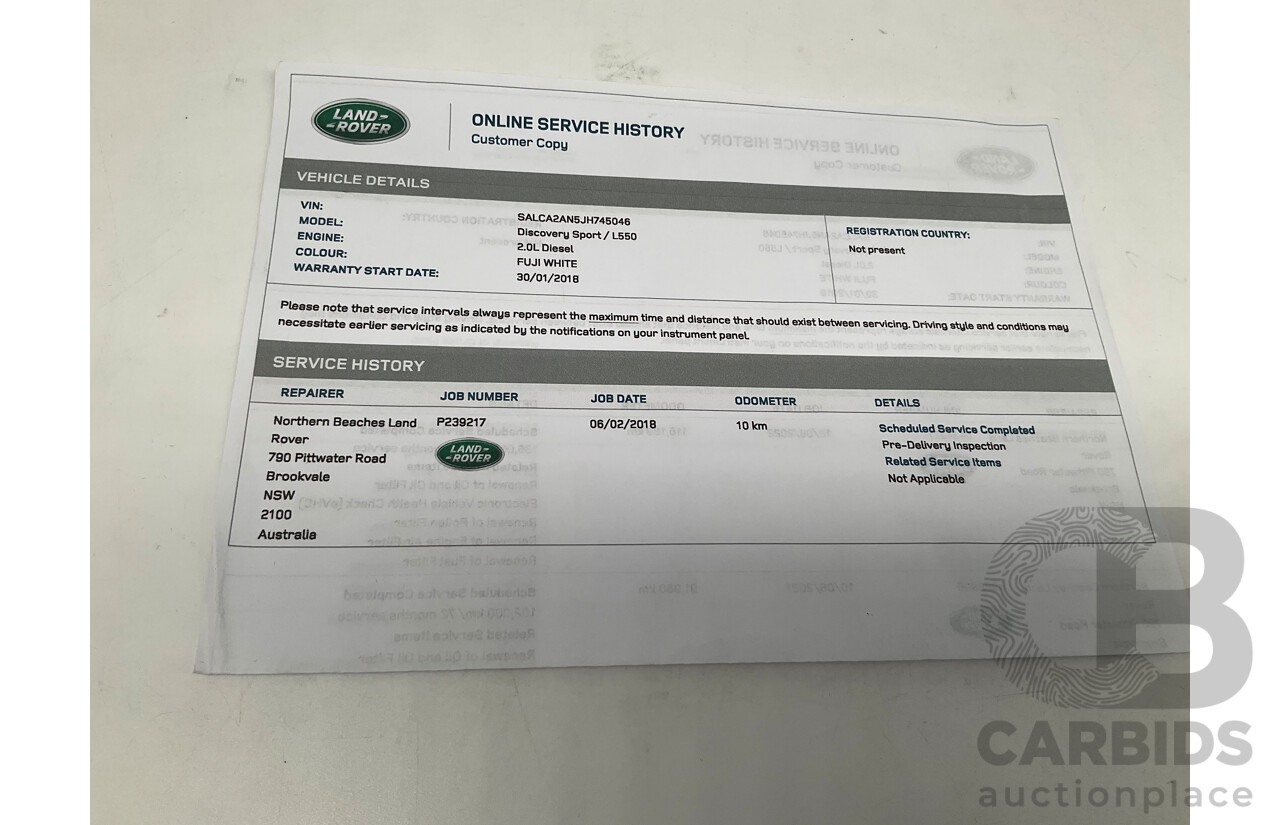 LAND-
-ROVER
ONLINE SERVICE HISTORY
Customer Copy
VEHICLE DETAILS
VIN: SALCA2AN5JH745046
MODEL: Discovery Sport / L550
ENGINE: 2.0L Diesel
COLOUR: FUJI WHITE
WARRANTY START DATE: 30/01/2018
REGISTRATION COUNTRY:
Not present
Please note that service intervals always represent the maximum time and distance that should exist between servicing. Driving style and conditions may
necessitate earlier servicing as indicated by the notifications on your instrument panel.
SERVICE HISTORY
REPAIRER JOB NUMBER JOB DATE ODOMETER DETAILS
Northern Beaches Land P239217 06/02/2018 10 km Scheduled Service Completed
Rover Pre-Delivery Inspection
790 Pittwater Road LAND-
-ROVER Related Service Items
Brookvale Not Applicable
NSW
2100
Australia
CB
CARBIDS
auctionplace